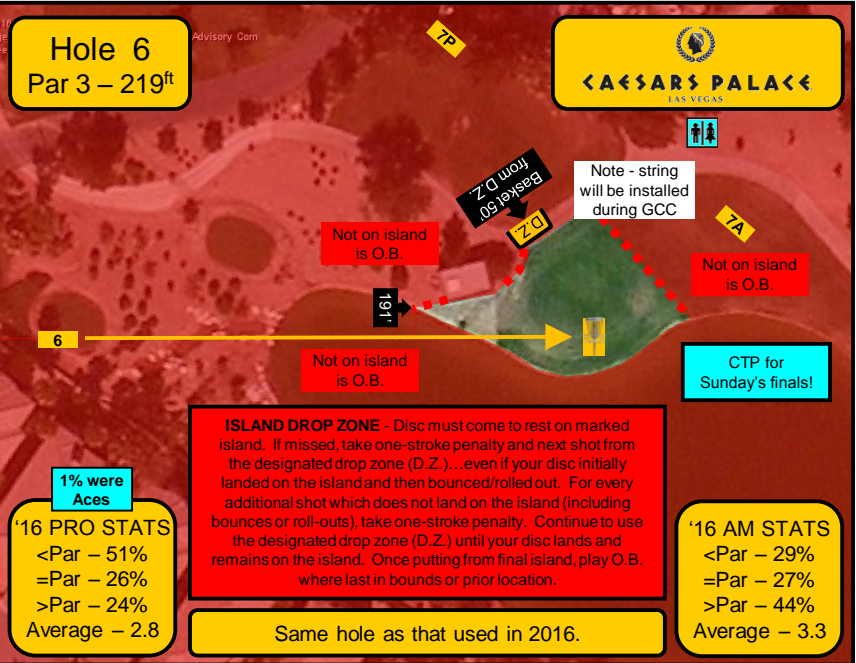 Advisory Com
Hole 6
Par 3 – 219ft
7P
CAESARS PALACE
LAS VEGAS
Basket 50'
from D.Z.
D.Z.
Note - string
will be installed
during GCC
7A
Not on island
is O.B.
Not on island
is O.B.
191'
6
Not on island
is O.B.
CTP for
Sunday's finals!
ISLAND DROP ZONE - Disc must come to rest on marked
island. If missed, take one-stroke penalty and next shot from
the designated drop zone (D.Z.)…even if your disc initially
landed on the island and then bounced/rolled out. For every
additional shot which does not land on the island (including
bounces or roll-outs), take one-stroke penalty. Continue to use
the designated drop zone (D.Z.) until your disc lands and
remains on the island. Once putting from final island, play O.B.
where last in bounds or prior location.
1% were
Aces
'16 PRO STATS
<Par – 51%
=Par – 26%
>Par – 24%
Average – 2.8
'16 AM STATS
<Par – 29%
=Par – 27%
>Par – 44%
Average – 3.3
Same hole as that used in 2016.